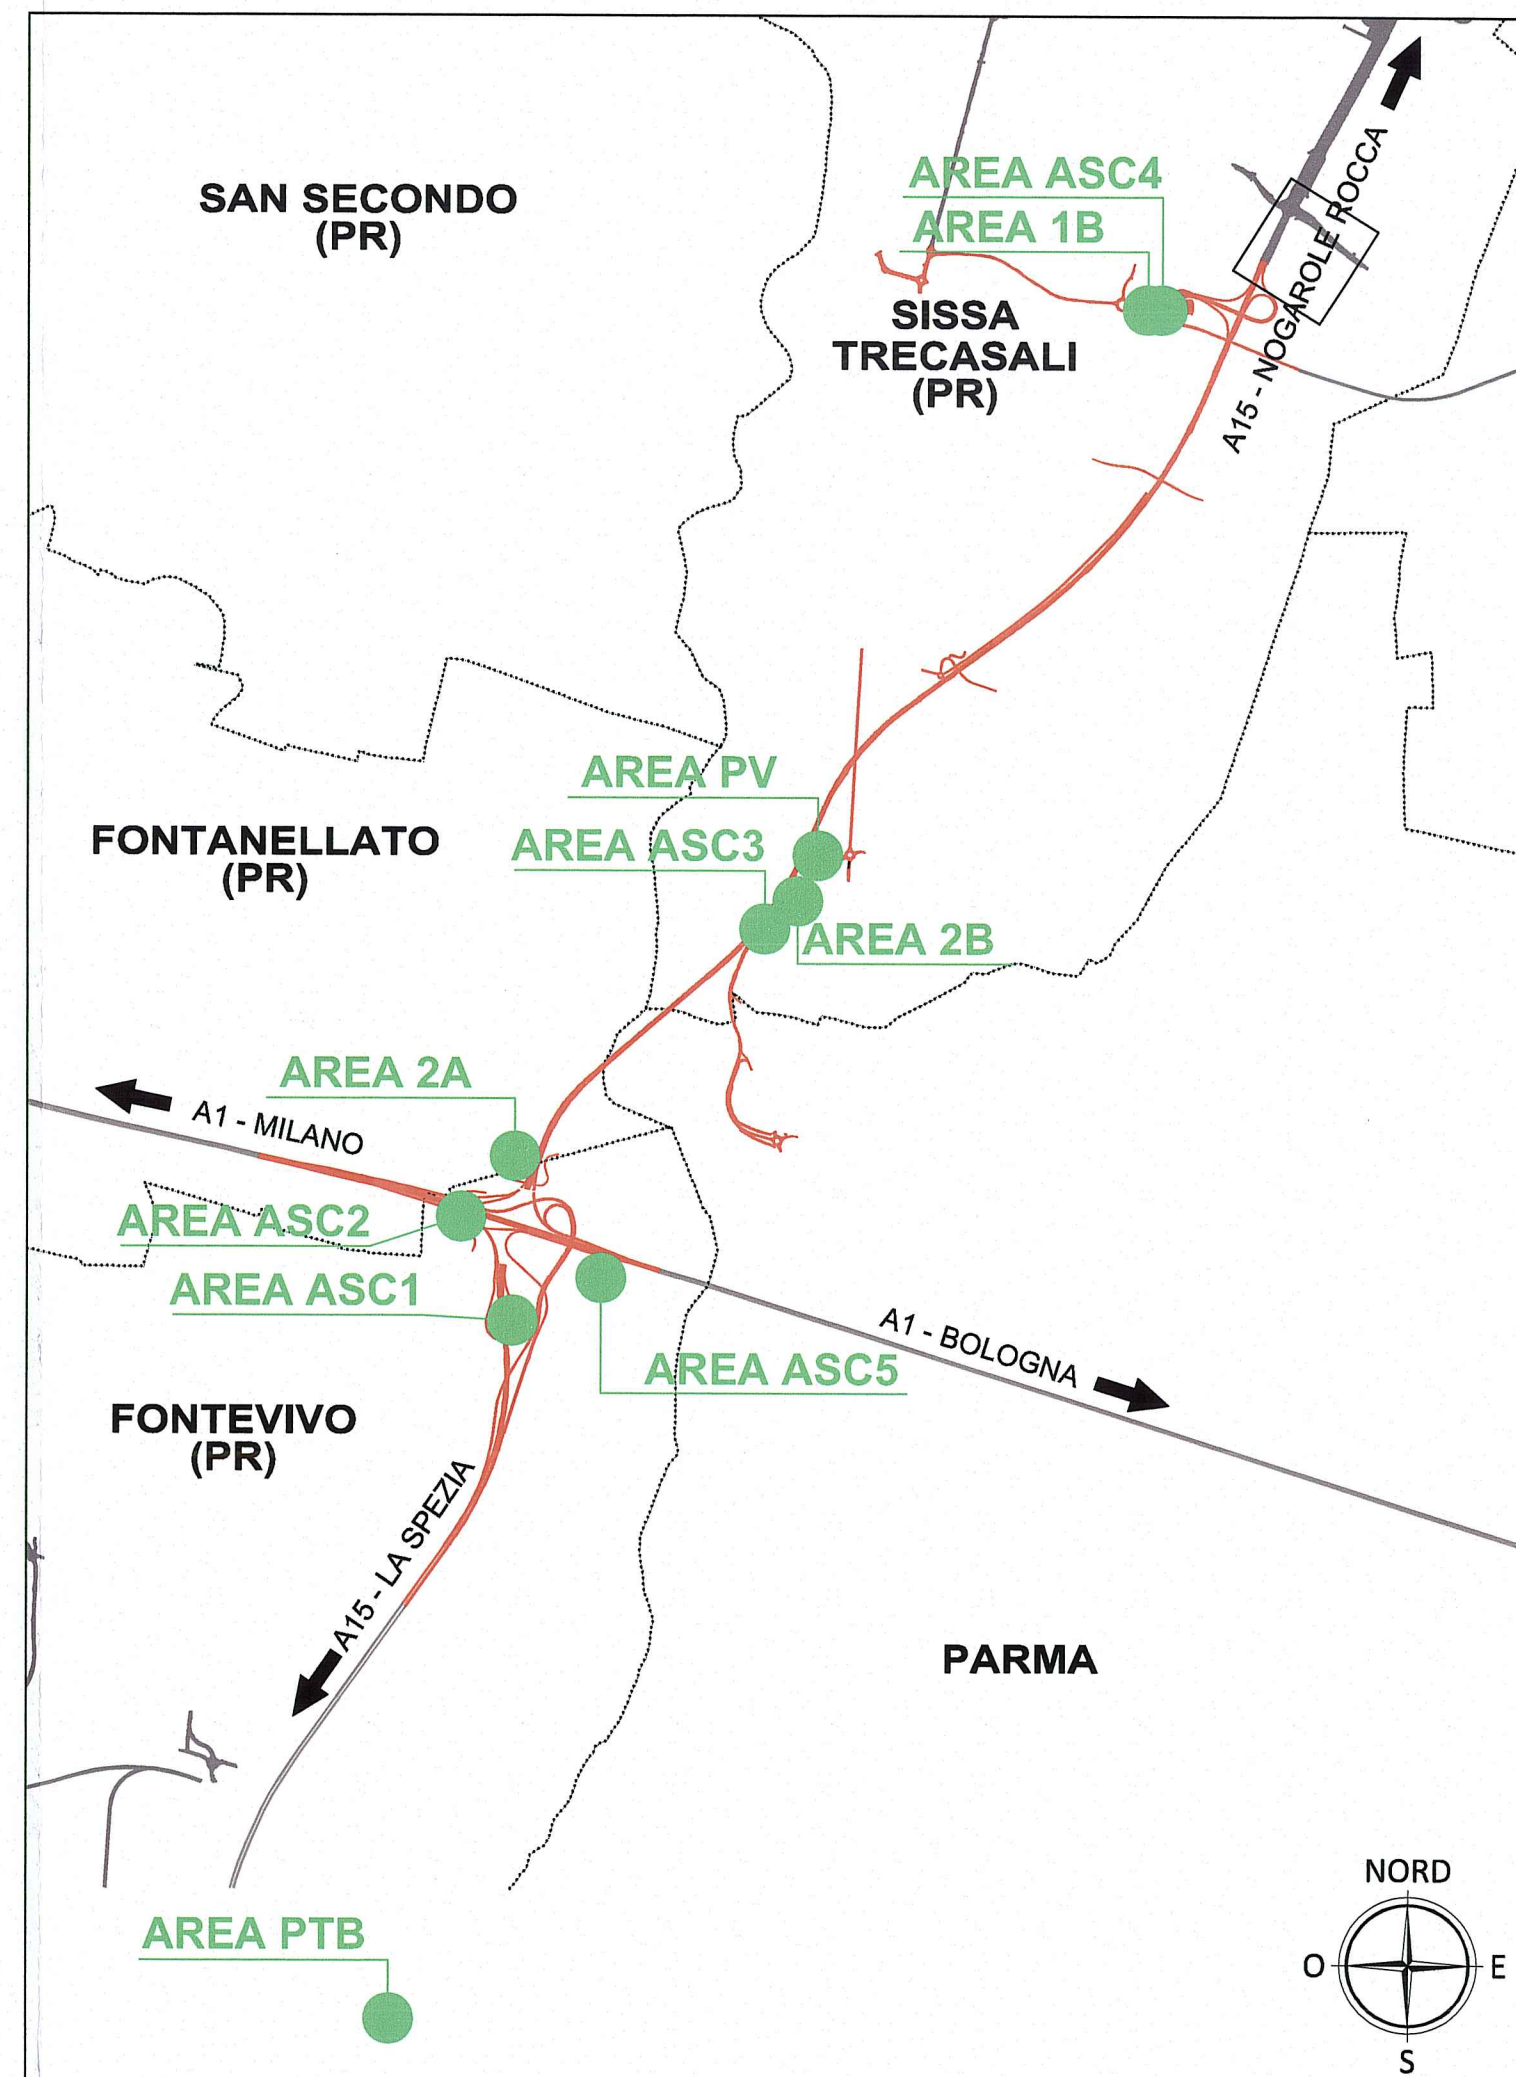 AREA ASC4
SAN SECONDO
(PR)
AREA 1B
A15 - NOGAROLE ROCCA
SISSA
TRECASALI
(PR)
AREA PV
FONTANELLATO
(PR)
AREA ASC3
AREA 2B
AREA 2A
A1 - MILANO
AREA ASC2
AREA ASC1
A1 - BOLOGNA
AREA ASC5
FONTEVIVO
(PR)
A15 - LA SPEZIA
PARMA
NORD
AREA PTB
O
E
S